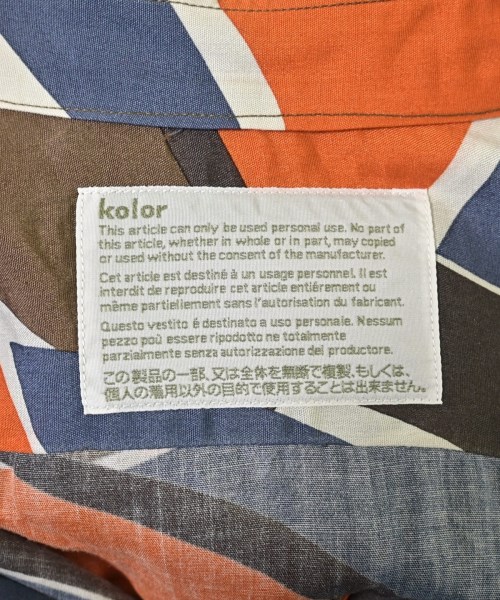 kolor
This article can only be used personal use. No part of
this article, whether in whole or in part, may copied
or used without the consent of the manufacturer.
Cet article est destiné à un usage personnel. Il est
interdit de reproduire cet article entiérement ou
même partiellement sans l'autorisation du fabricant.
Questo vestito é destinato a uso personale. Nessum
pezzo poù essere ripodotto ne totalmente
parzialmente senza autorizzazione del productore.
この製品の一部、又は全体を無断で複製、もしくは、
個人の着用以外の目的で使用することは出来ません。